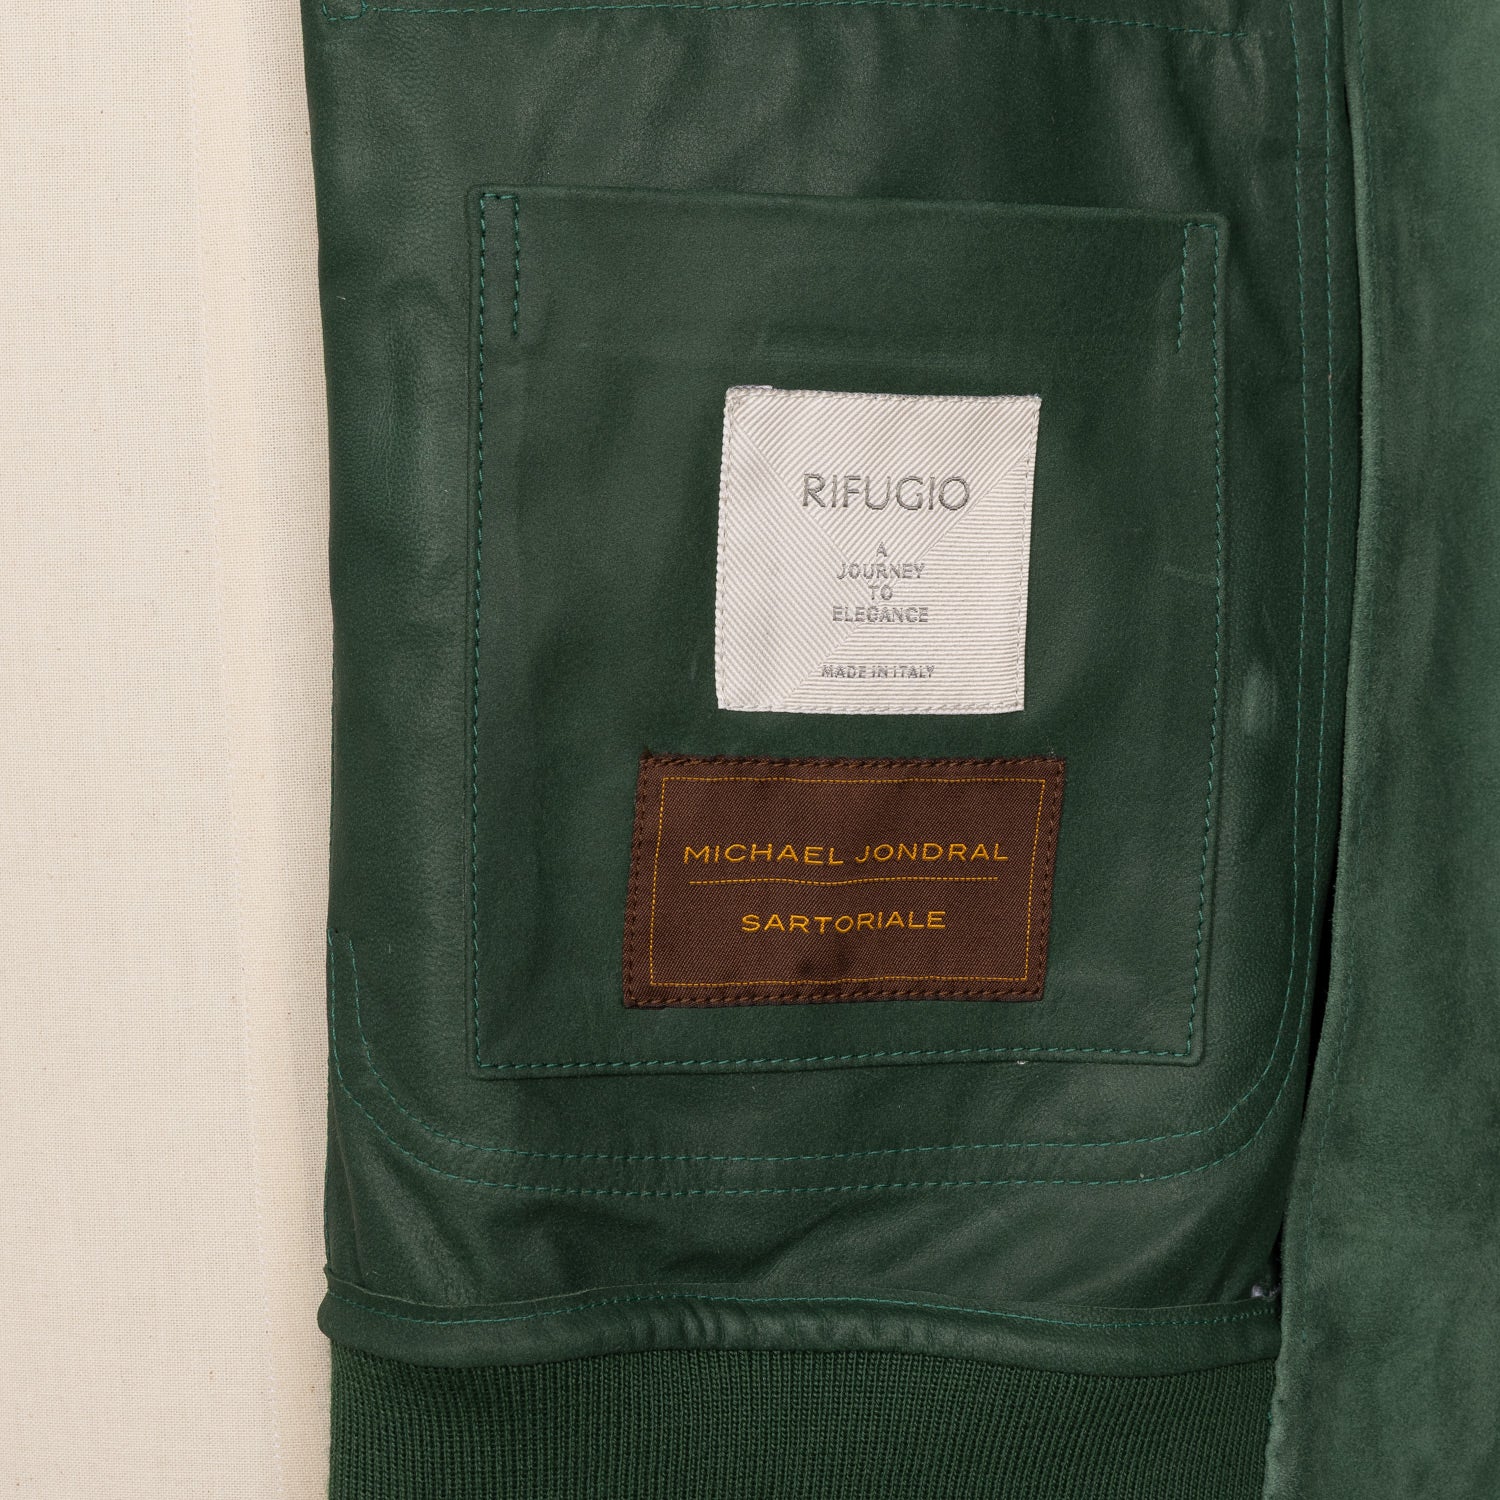 RIFUGIO
A
JOURNEY
TO
ELEGANCE
MADE IN ITALY
MICHAEL JONDRAL
SARTORIALE